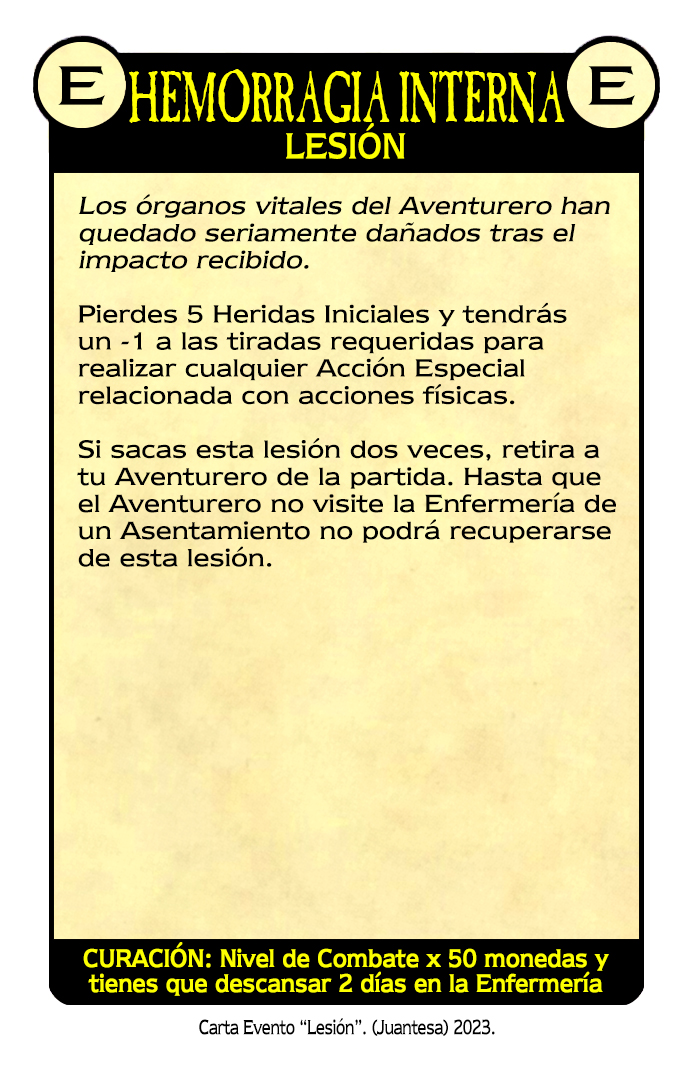 E HEMORRAGIA INTERNA E
LESIÓN
Los órganos vitales del Aventurero han
quedado seriamente dañados tras el
impacto recibido.
Pierdes 5 Heridas Iniciales y tendrás
un -1 a las tiradas requeridas para
realizar cualquier Acción Especial
relacionada con acciones físicas.
Si sacas esta lesión dos veces, retira a
tu Aventurero de la partida. Hasta que
el Aventurero no visite la Enfermería de
un Asentamiento no podrá recuperarse
de esta lesión.
CURACIÓN: Nivel de Combate x 50 monedas y
tienes que descansar 2 días en la Enfermería
Carta Evento “Lesión”. (Juantesa) 2023.